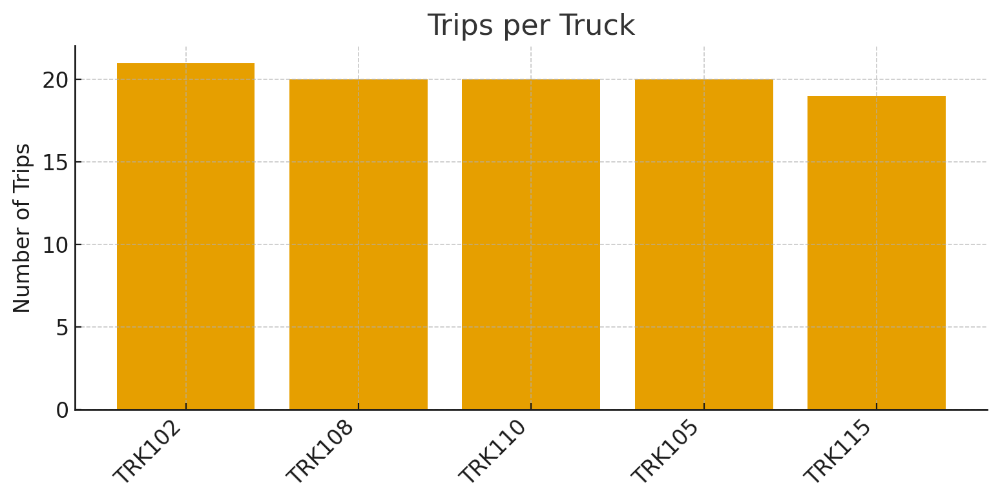 Trips per Truck
Number of Trips
20
15
10
5
0
TRK102
TRK108
TRK110
TRK105
TRK115